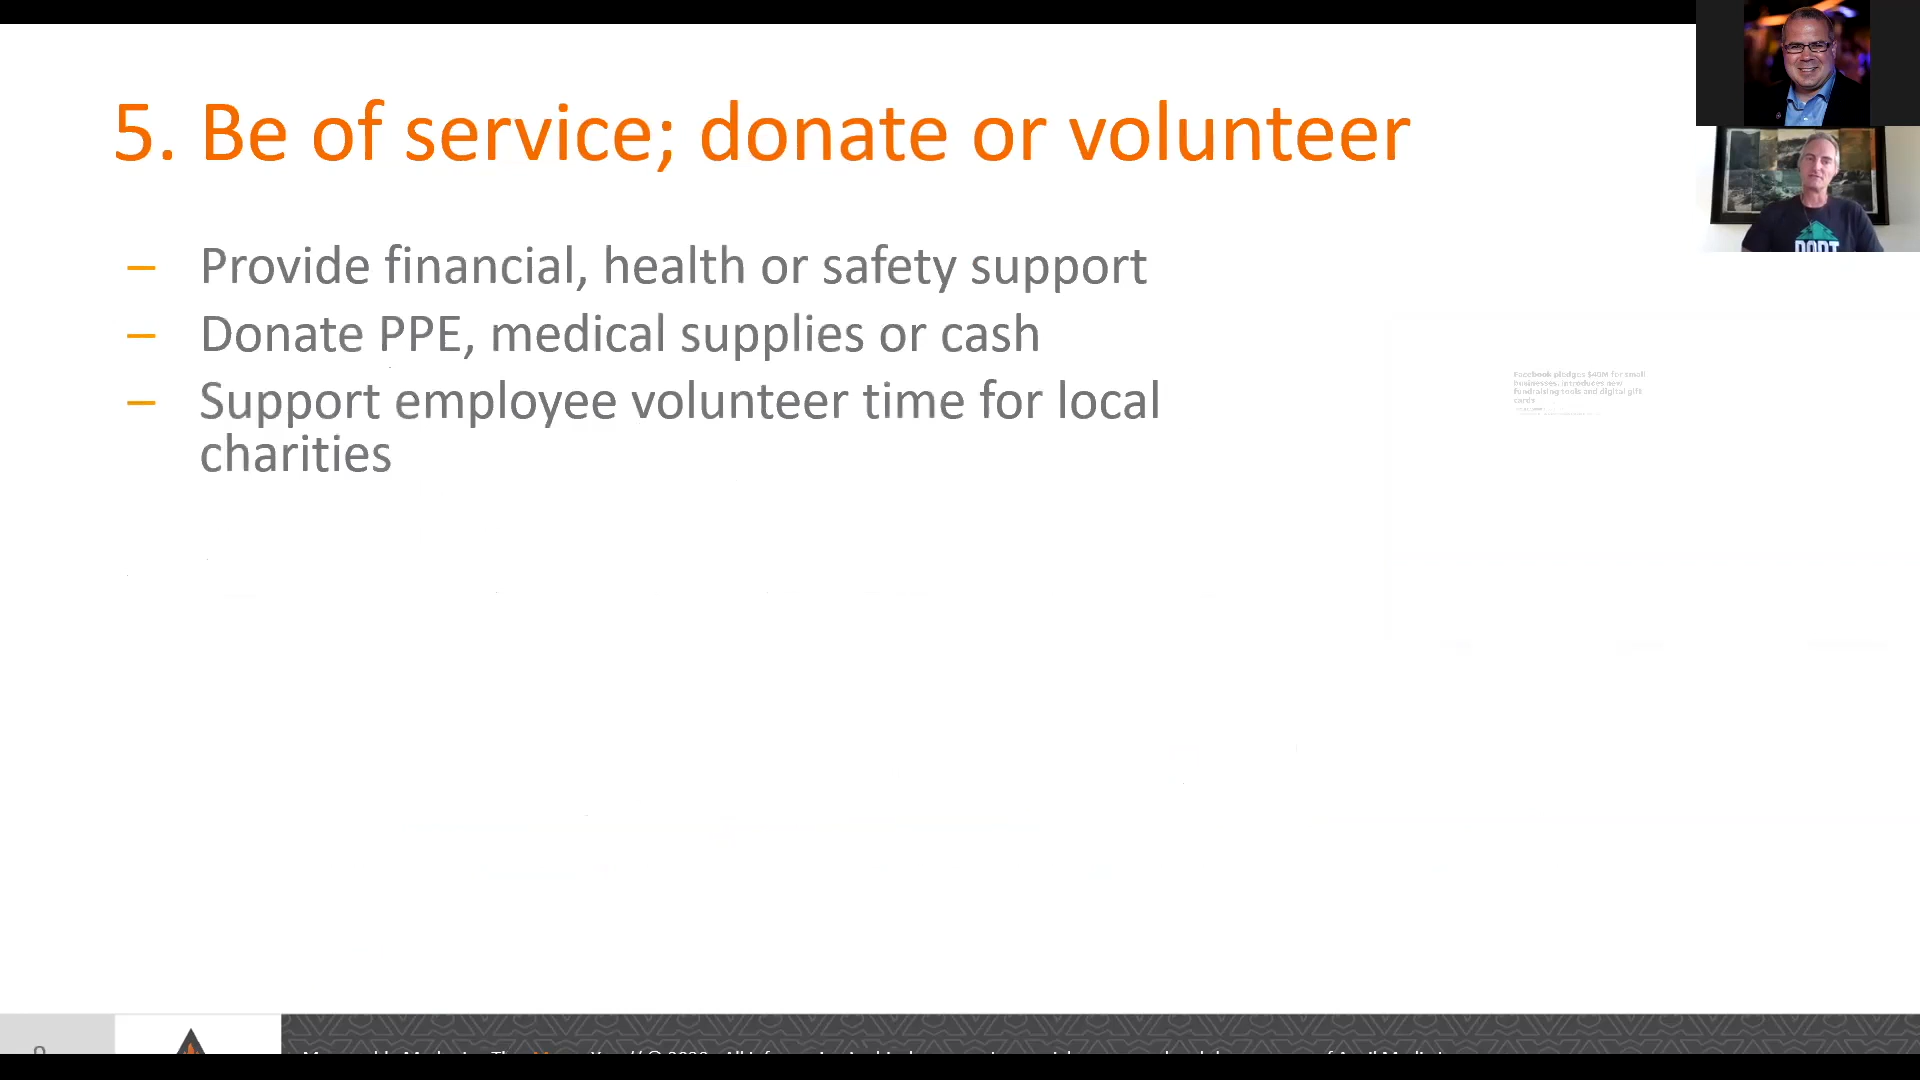 5. Be of service; donate or volunteer
– Provide financial, health or safety support
– Donate PPE, medical supplies or cash
– Support employee volunteer time for local
charities
Facebook pledges $40M for small
businesses, introduces new
fundraising tools and digital gift
cards